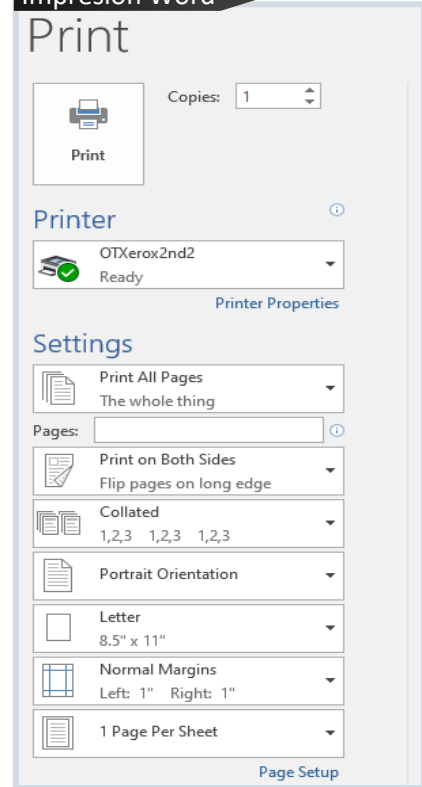 Impresión Word
Print
Copies: 1
Print
Printer
OTXerox2nd2
Ready
Printer Properties
Settings
Print All Pages
The whole thing
Pages:
Print on Both Sides
Flip pages on long edge
Collated
1,2,3 1,2,3 1,2,3
Portrait Orientation
Letter
8.5" x 11"
Normal Margins
Left: 1" Right: 1"
1 Page Per Sheet
Page Setup